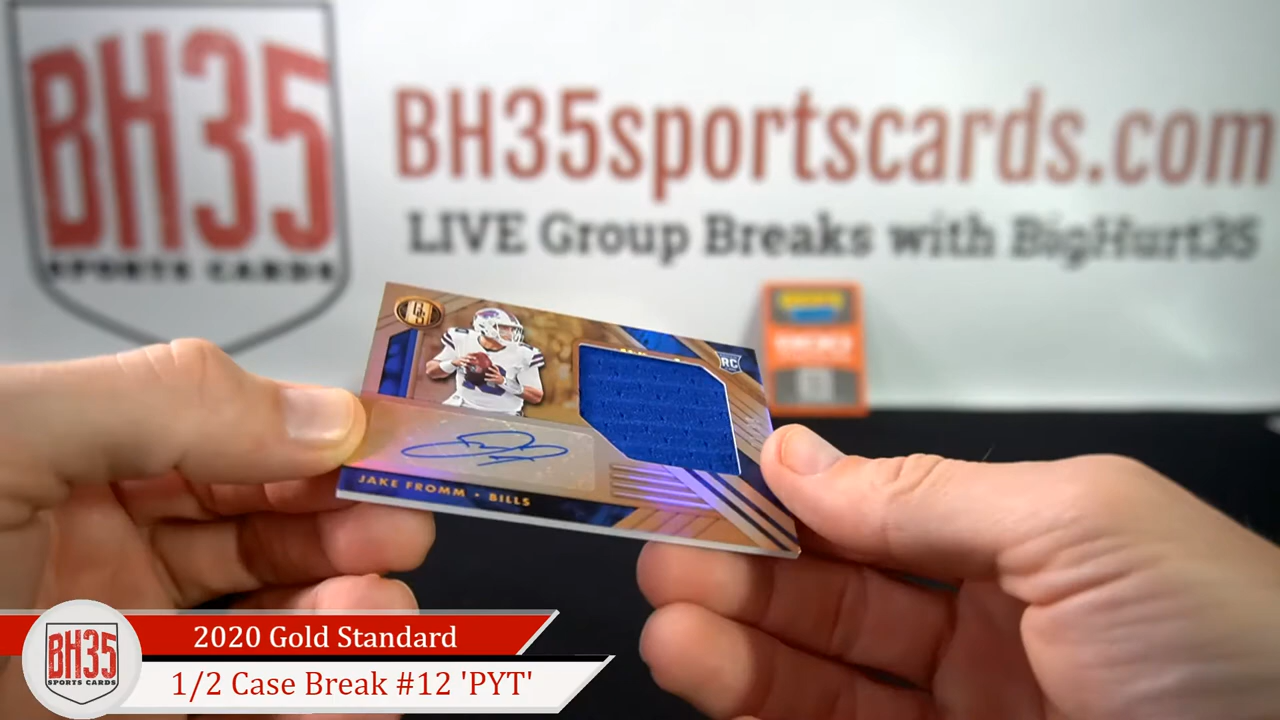 BH35
SPORTS CARDS
BH35sportscards.com
LIVE Group Breaks with BigHurt35
RC
JAKE FROMM • BILLS
BH35
SPORTS CARDS
2020 Gold Standard
1/2 Case Break #12 'PYT'